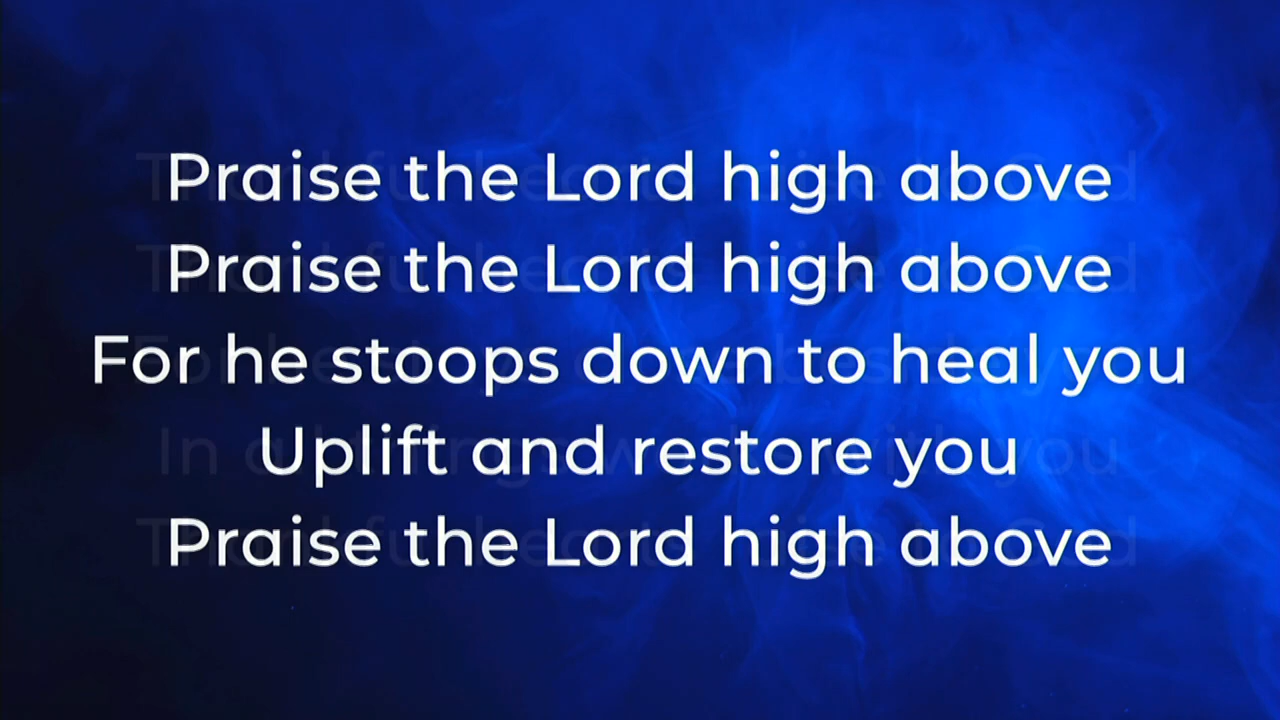 Praise the Lord high above
Praise the Lord high above
For he stoops down to heal you
Uplift and restore you
Praise the Lord high above